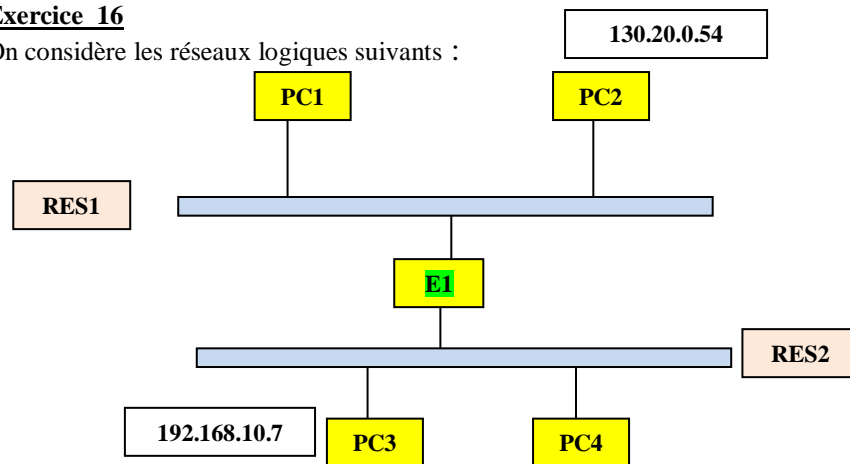 Exercice 16
On considère les réseaux logiques suivants :
130.20.0.54
PC1
PC2
RES1
E1
RES2
192.168.10.7
PC3
PC4